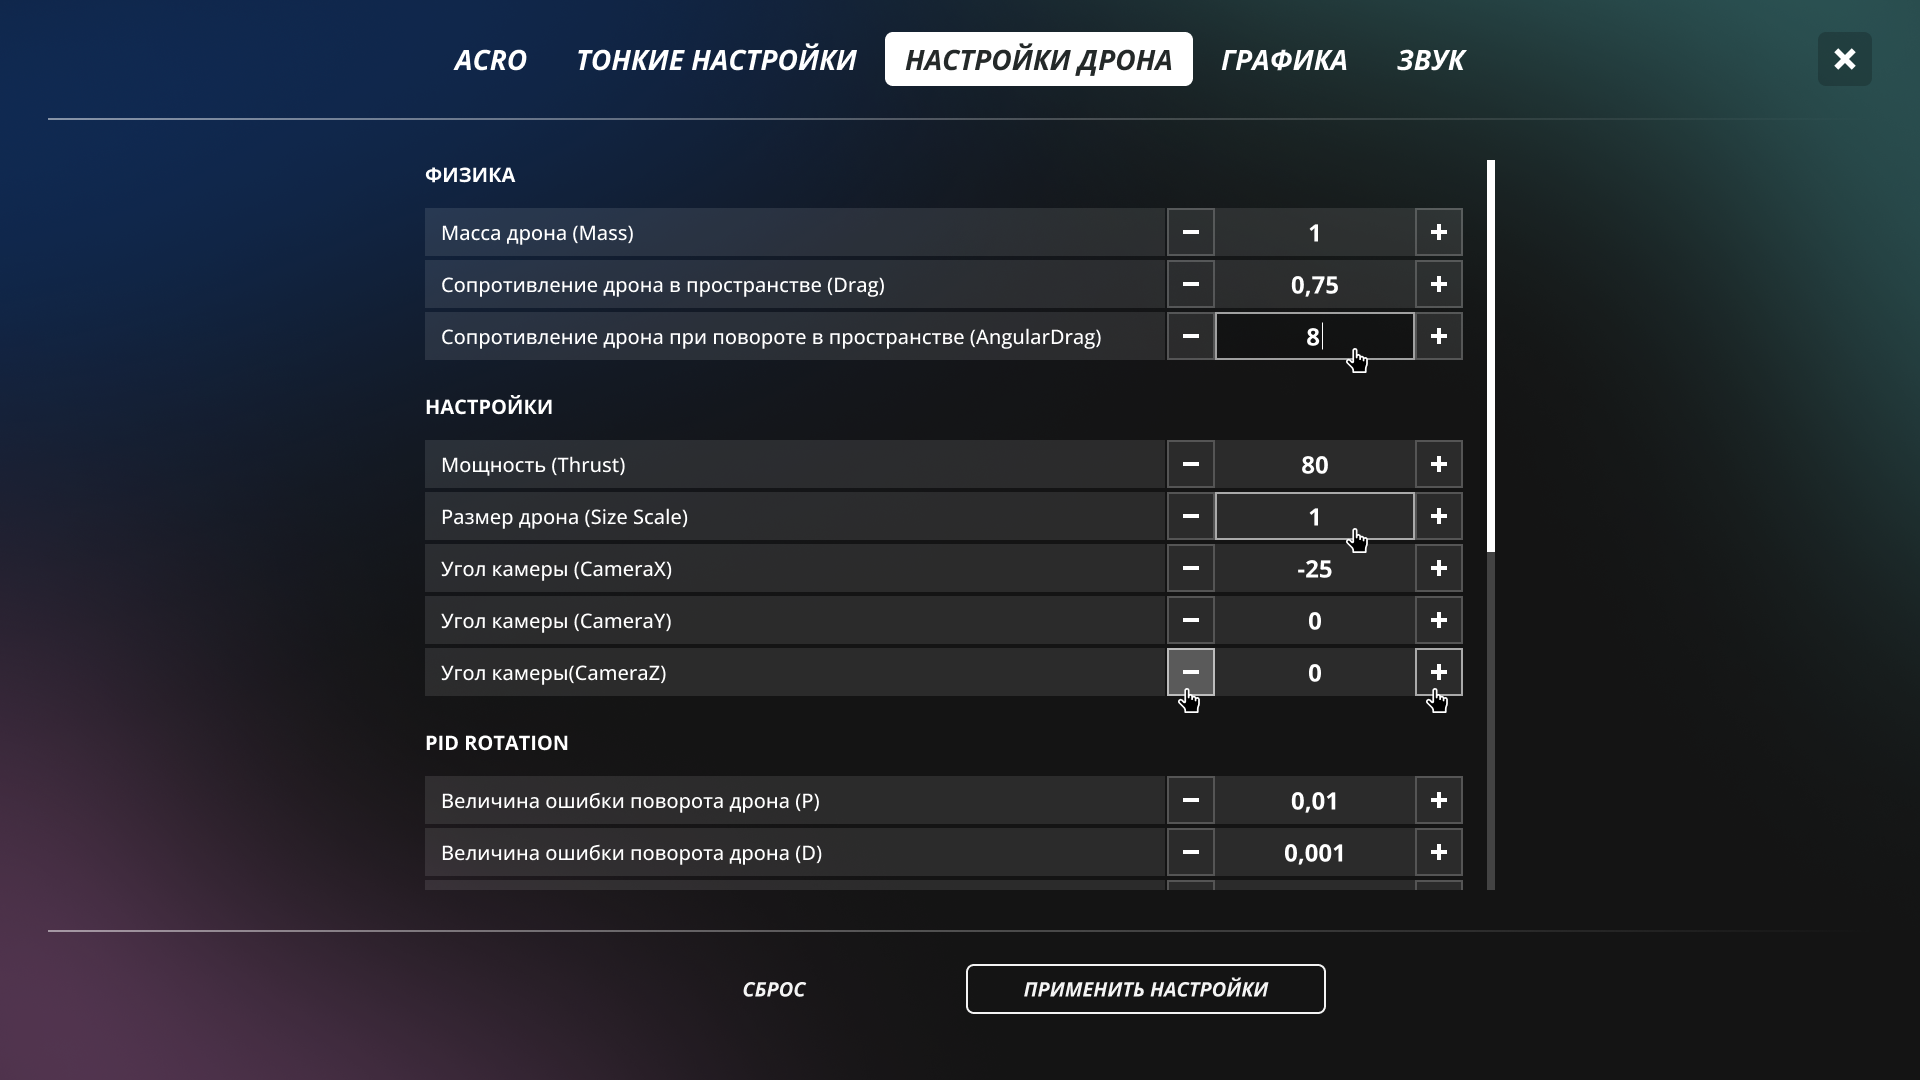 ACRO ТОНКИЕ НАСТРОЙКИ НАСТРОЙКИ ДРОНА ГРАФИКА ЗВУК
ФИЗИКА
Масса дрона (Mass) 1
Сопротивление дрона в пространстве (Drag) 0,75
Сопротивление дрона при повороте в пространстве (AngularDrag) 8
НАСТРОЙКИ
Мощность (Thrust) 80
Размер дрона (Size Scale) 1
Угол камеры (CameraX) -25
Угол камеры (CameraY) 0
Угол камеры(CameraZ) 0
PID ROTATION
Величина ошибки поворота дрона (P) 0,01
Величина ошибки поворота дрона (D) 0,001
СБРОС ПРИМЕНИТЬ НАСТРОЙКИ